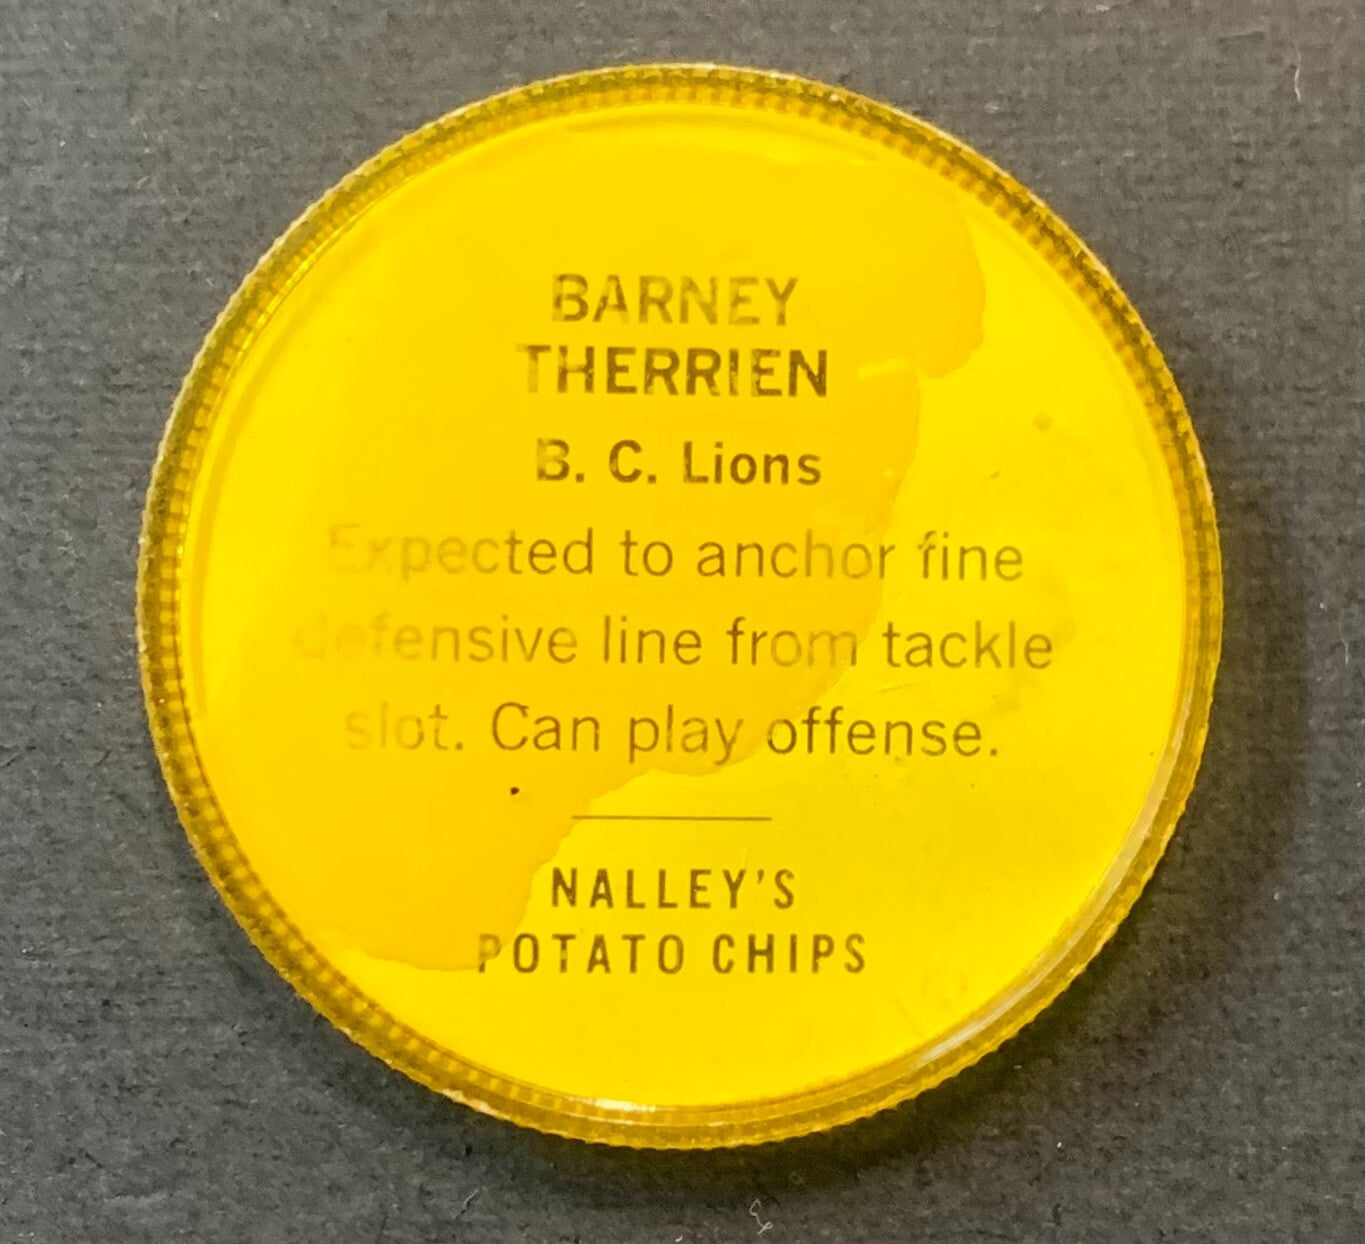 BARNEY
THERRIEN
B. C. Lions
Expected to anchor fine
defensive line from tackle
slot. Can play offense.
NALLEY'S
POTATO CHIPS